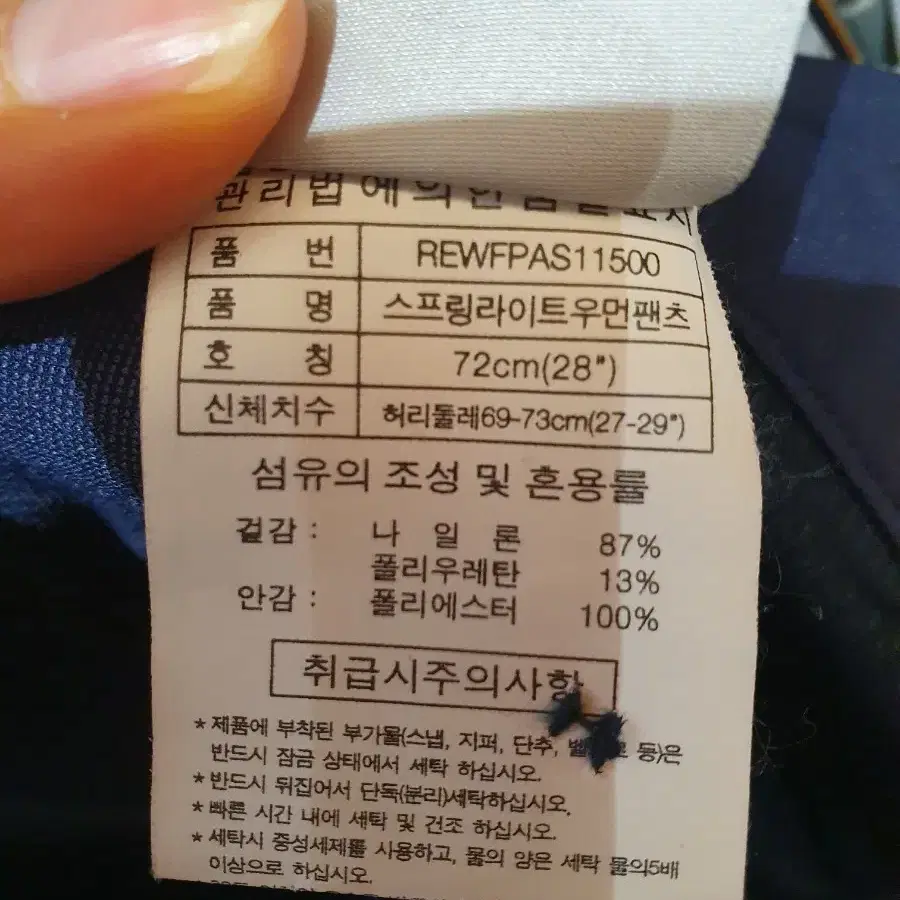 관리법에의한
품 번 REWFPAS11500
품 명 스프링라이트우먼팬츠
호 칭 72cm(28")
신체치수 허리둘레69-73cm(27-29")
섬유의 조성 및 혼용률
겉감 : 나 일 론 87%
폴리우레탄 13%
안감 : 폴리에스터 100%
취급시주의사항
* 제품에 부착된 부가물(스냅, 지퍼, 단추, 등)은
반드시 잠금 상태에서 세탁 하십시오.
* 반드시 뒤집어서 단독(분리)세탁하십시오.
* 빠른 시간 내에 세탁 및 건조 하십시오.
* 세탁시 중성세제를 사용하고, 물의 양은 세탁 물의5배
이상으로 하십시오.